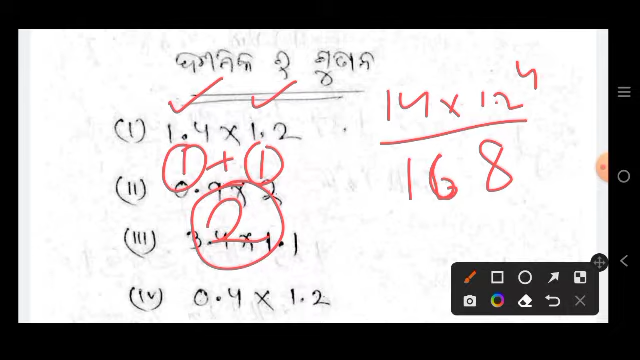 ଦଶମିକ ର ଗୁଣନ
(i) 1.4 × 1.2
① + ①
(ii) 0.9 × 2
2
(iii) 3.4 × 1.1
(iv) 0.4 × 1.2
14 × 12
168